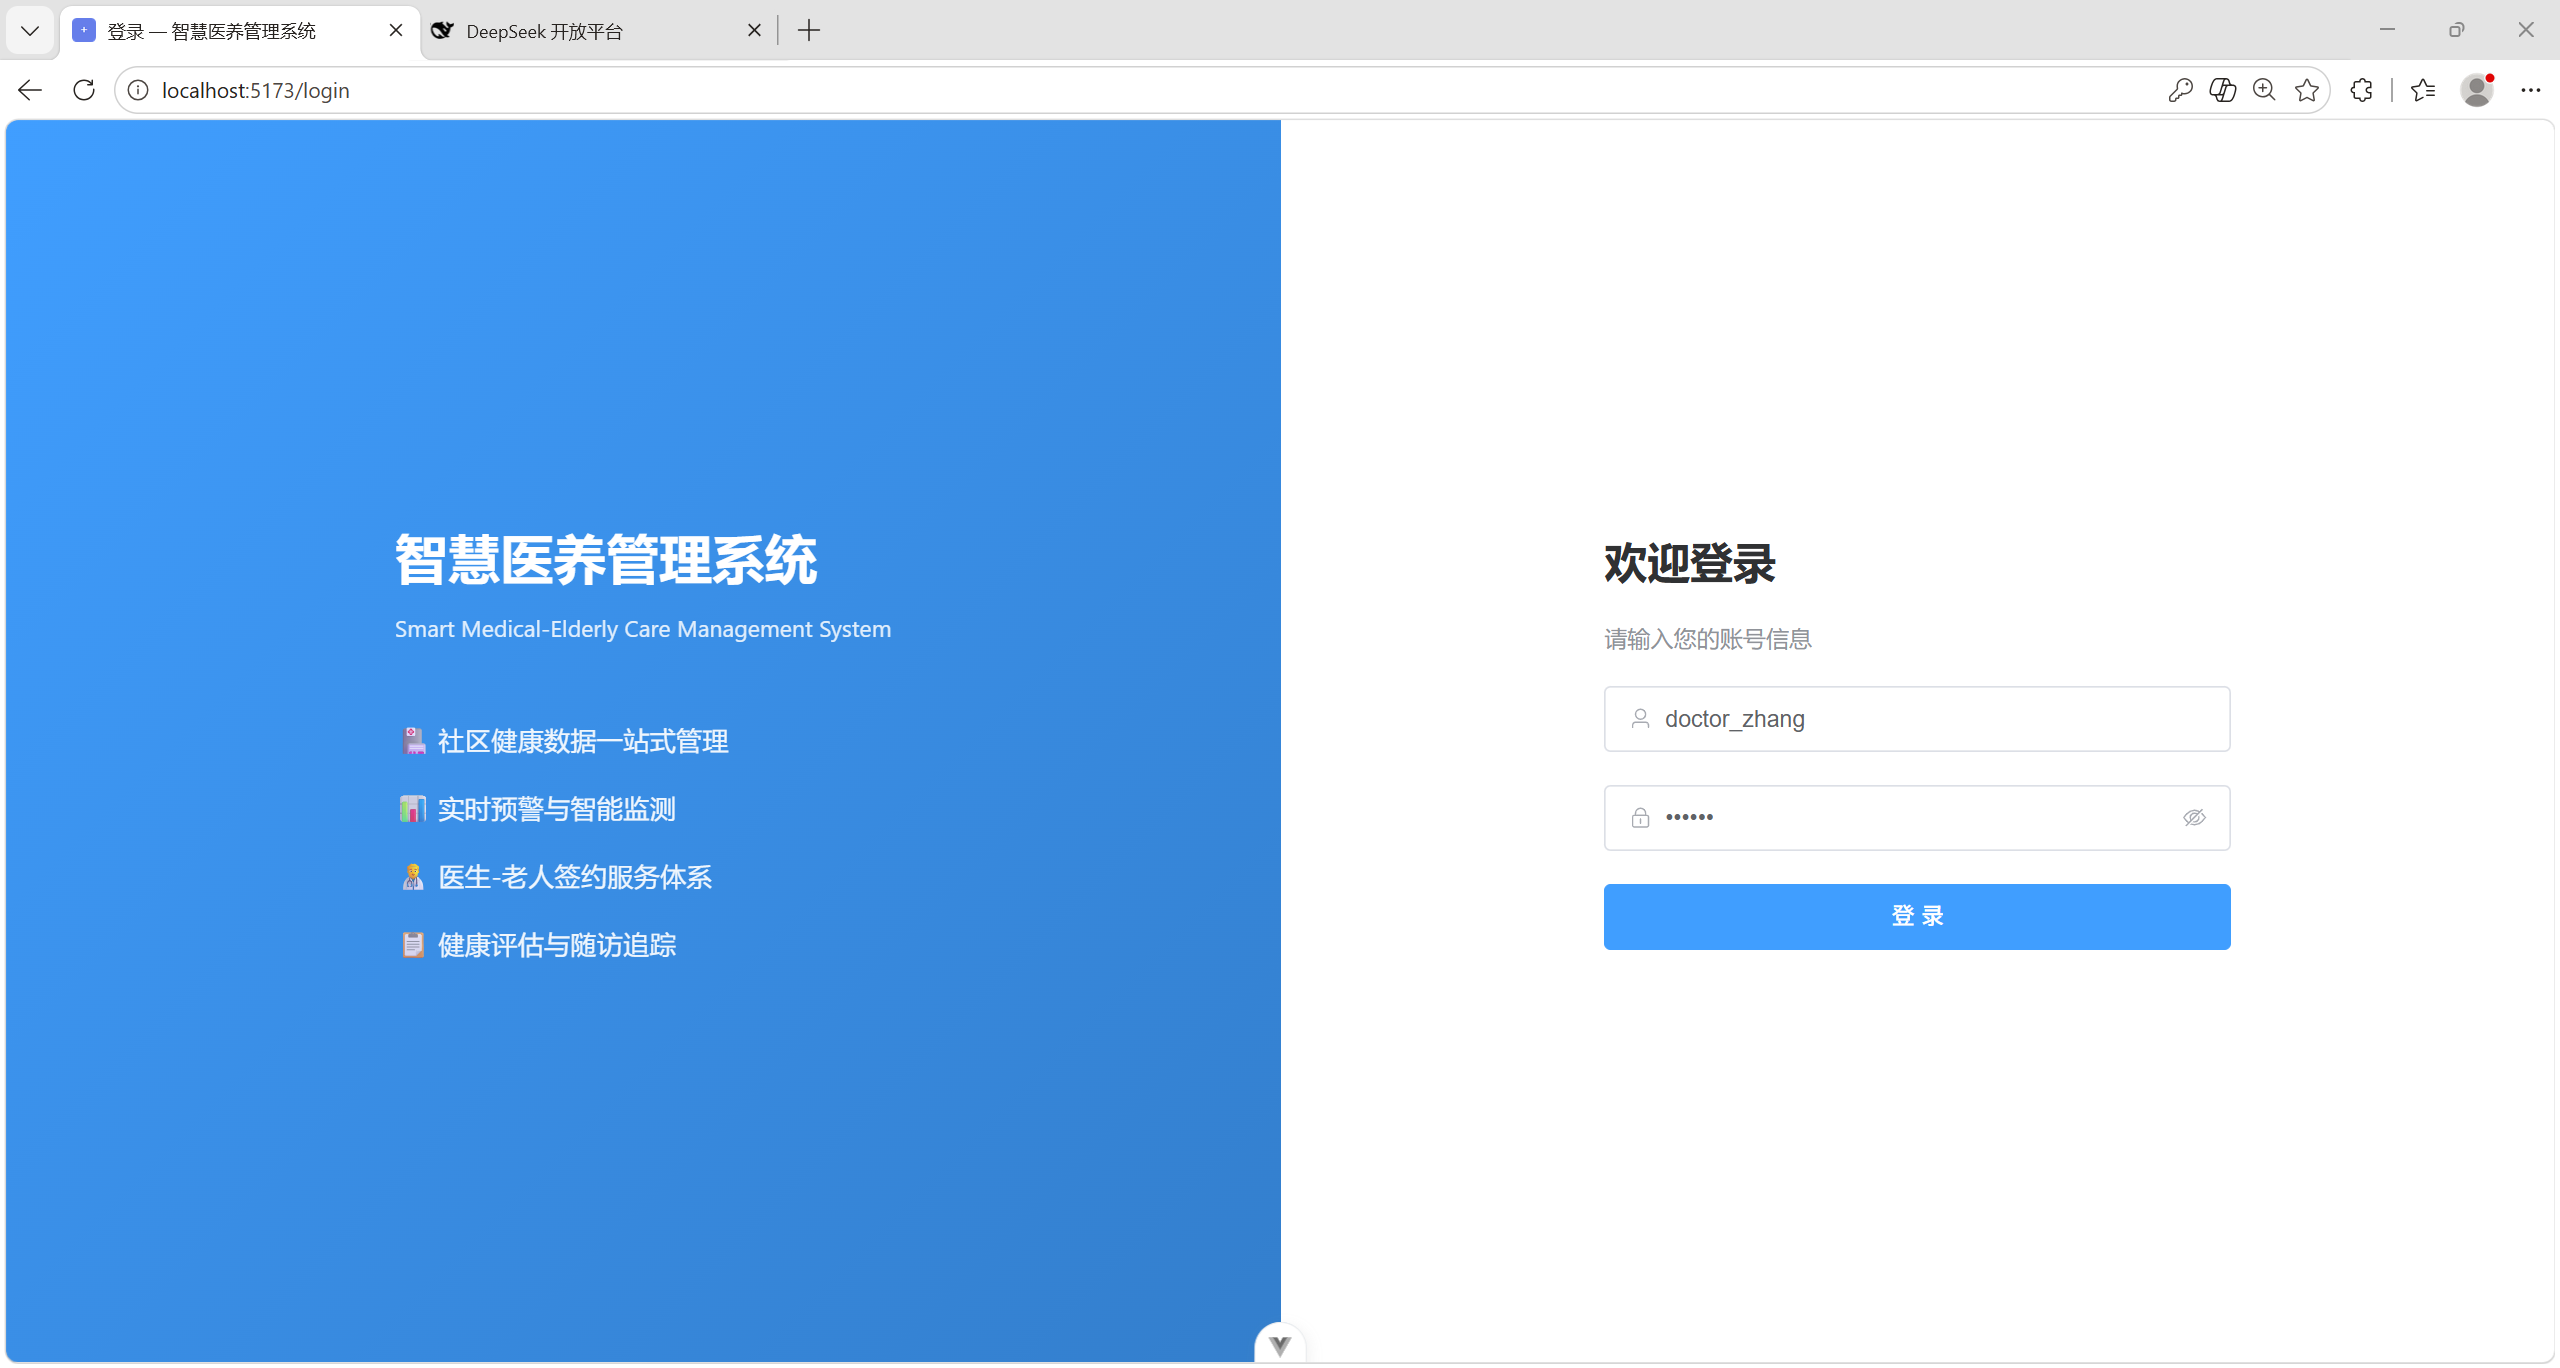 登录 — 智慧医养管理系统
DeepSeek 开放平台
localhost:5173/login
智慧医养管理系统
Smart Medical-Elderly Care Management System
社区健康数据一站式管理
实时预警与智能监测
医生-老人签约服务体系
健康评估与随访追踪
欢迎登录
请输入您的账号信息
doctor_zhang
••••••
登 录